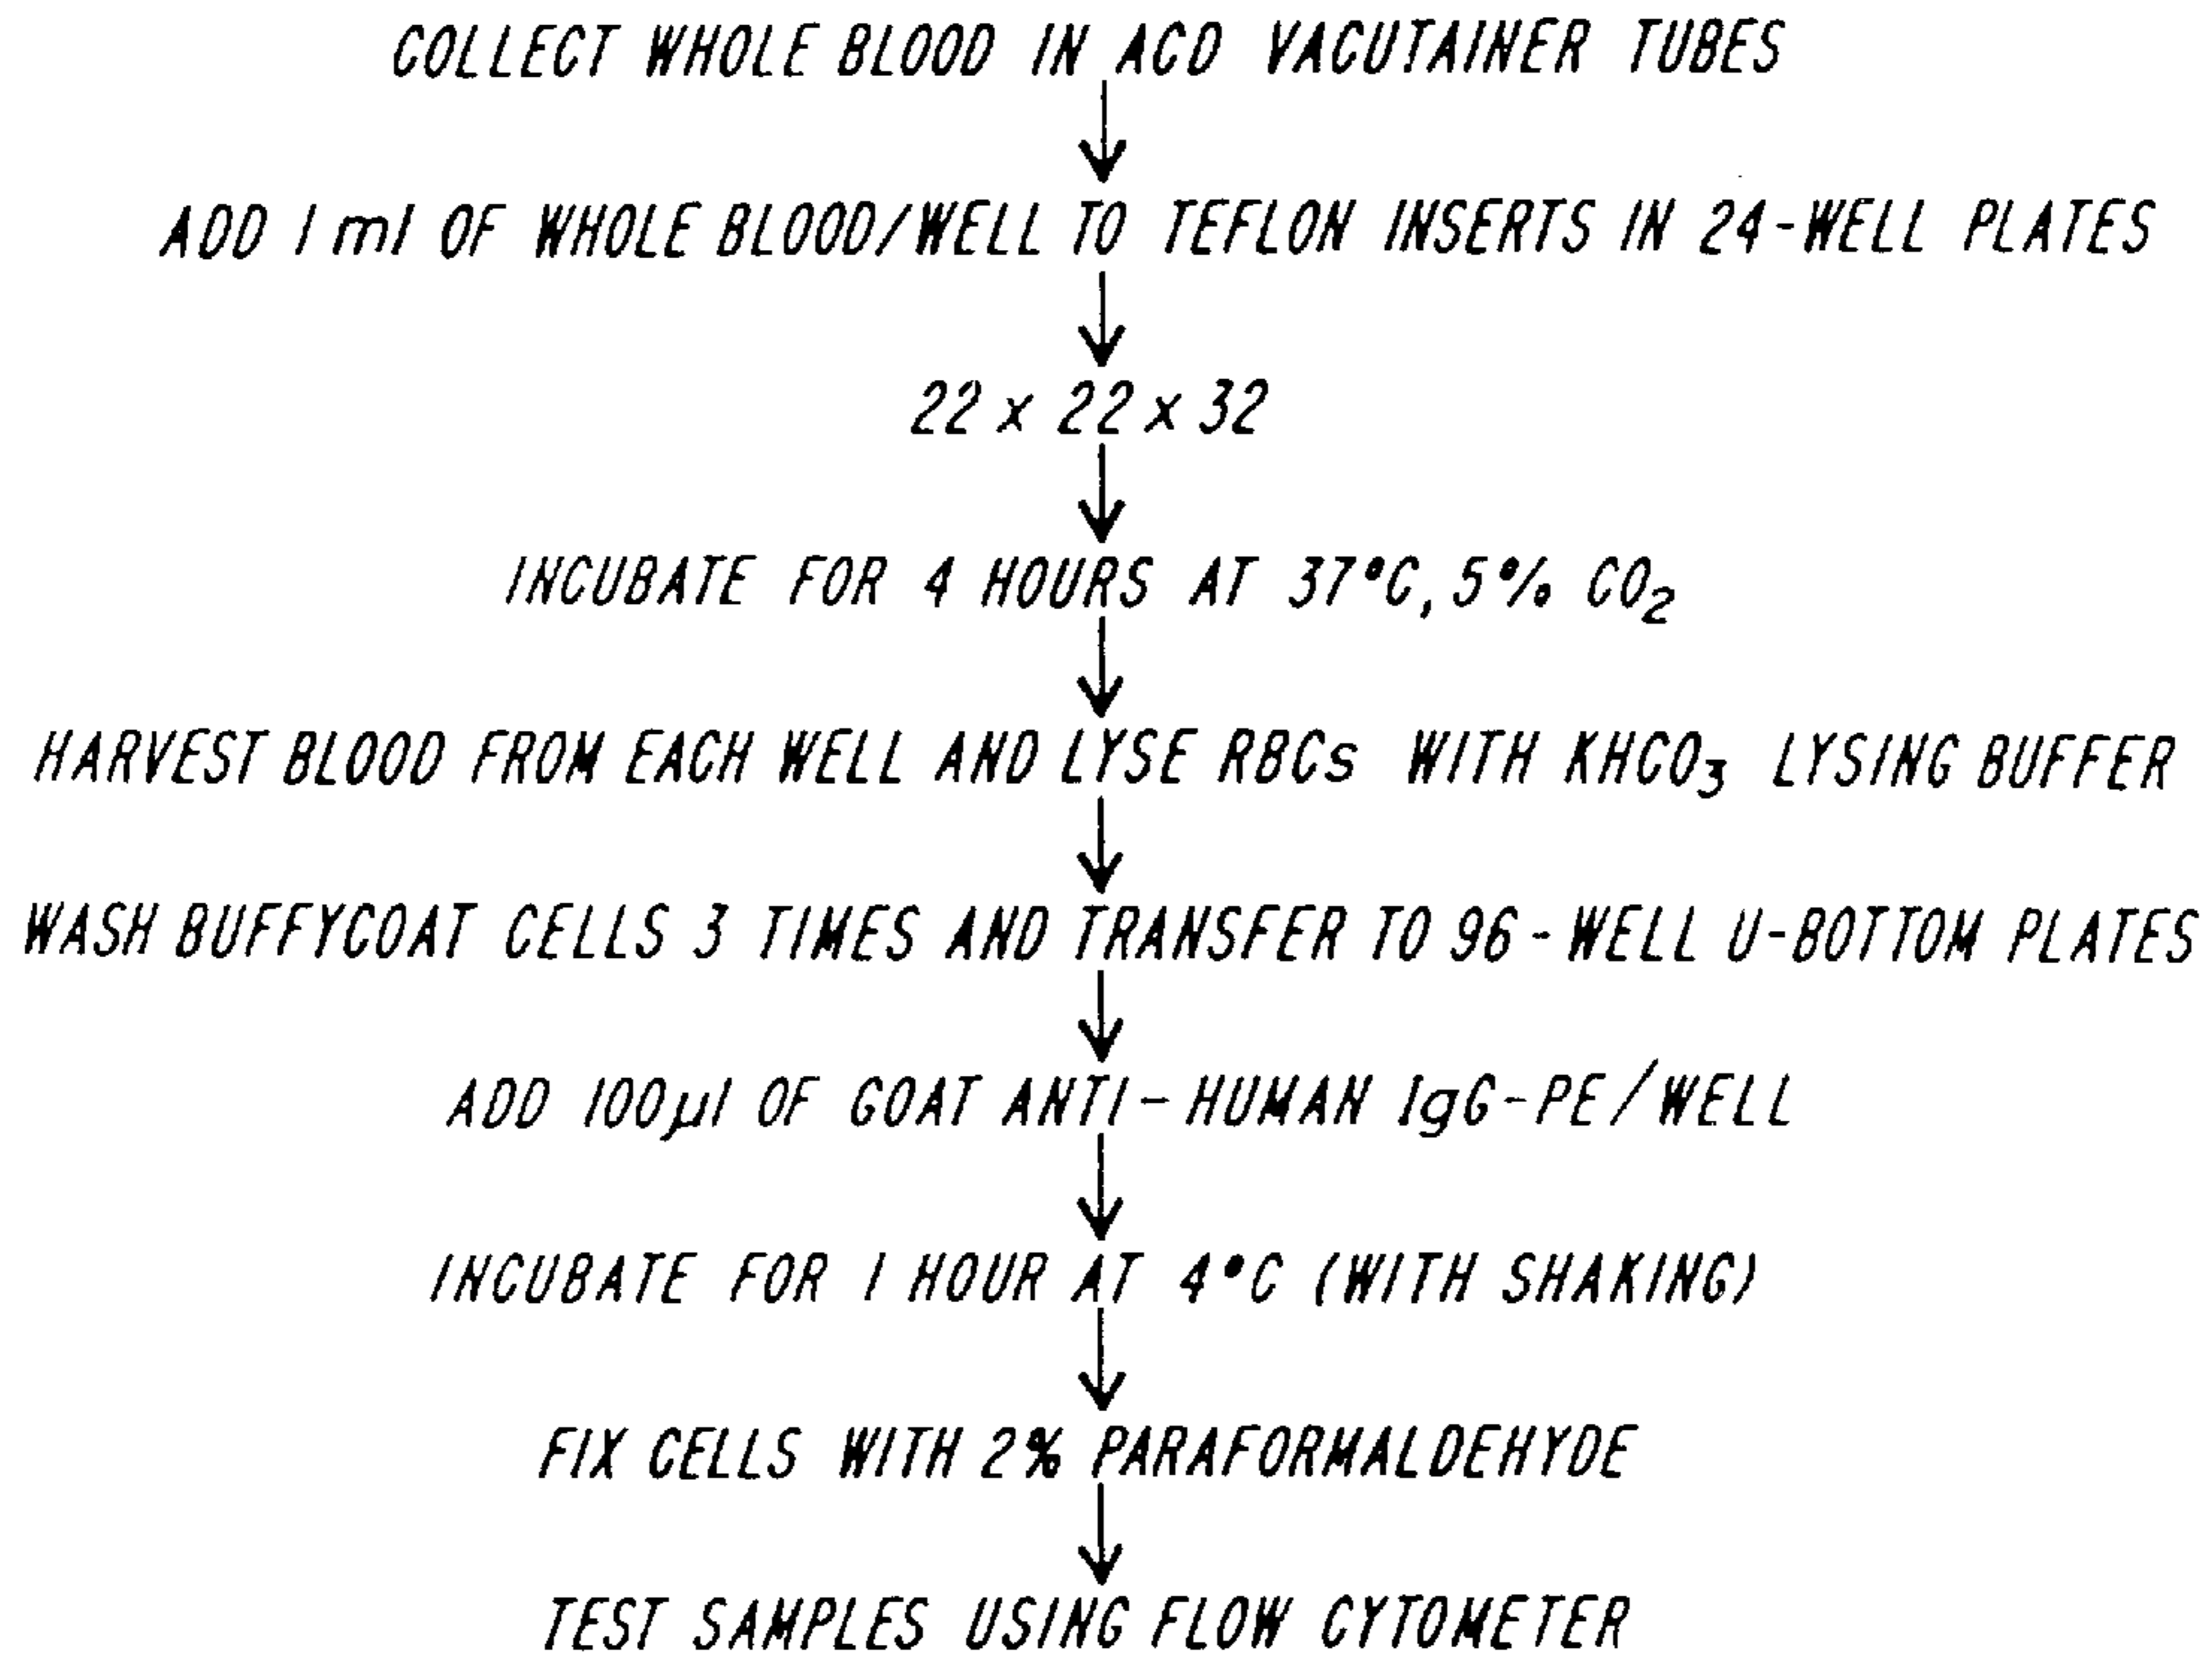 COLLECT WHOLE BLOOD IN ACD VACUTAINER TUBES
ADD 1 ml OF WHOLE BLOOD/WELL TO TEFLON INSERTS IN 24-WELL PLATES
22 x 22 x 32
INCUBATE FOR 4 HOURS AT 37°C, 5% CO₂
HARVEST BLOOD FROM EACH WELL AND LYSE RBCs WITH KHCO₃ LYSING BUFFER
WASH BUFFYCOAT CELLS 3 TIMES AND TRANSFER TO 96-WELL U-BOTTOM PLATES
ADD 100µl OF GOAT ANTI-HUMAN IgG-PE/WELL
INCUBATE FOR 1 HOUR AT 4°C (WITH SHAKING)
FIX CELLS WITH 2% PARAFORMALDEHYDE
TEST SAMPLES USING FLOW CYTOMETER